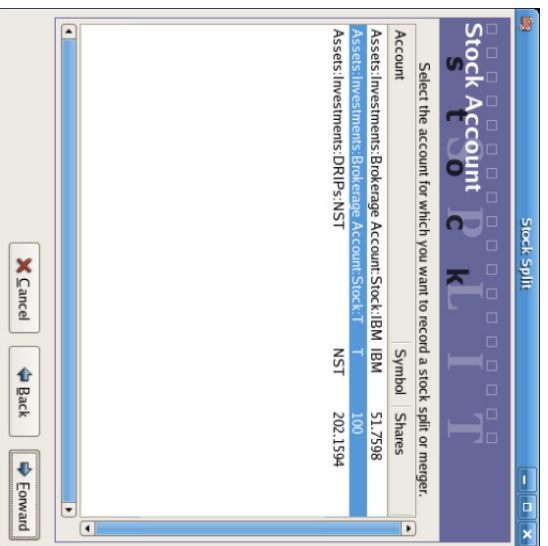 Stock Split
Stock Account
SPLIT
stock
Select the account for which you want to record a stock split or merger.
Account Symbol Shares
Assets:Investments:Brokerage Account:Stock:IBM IBM 51.7598
Assets:Investments:Brokerage Account:Stock:T T 100
Assets:Investments:DRIPs:NST NST 202.1594
Cancel Back Forward